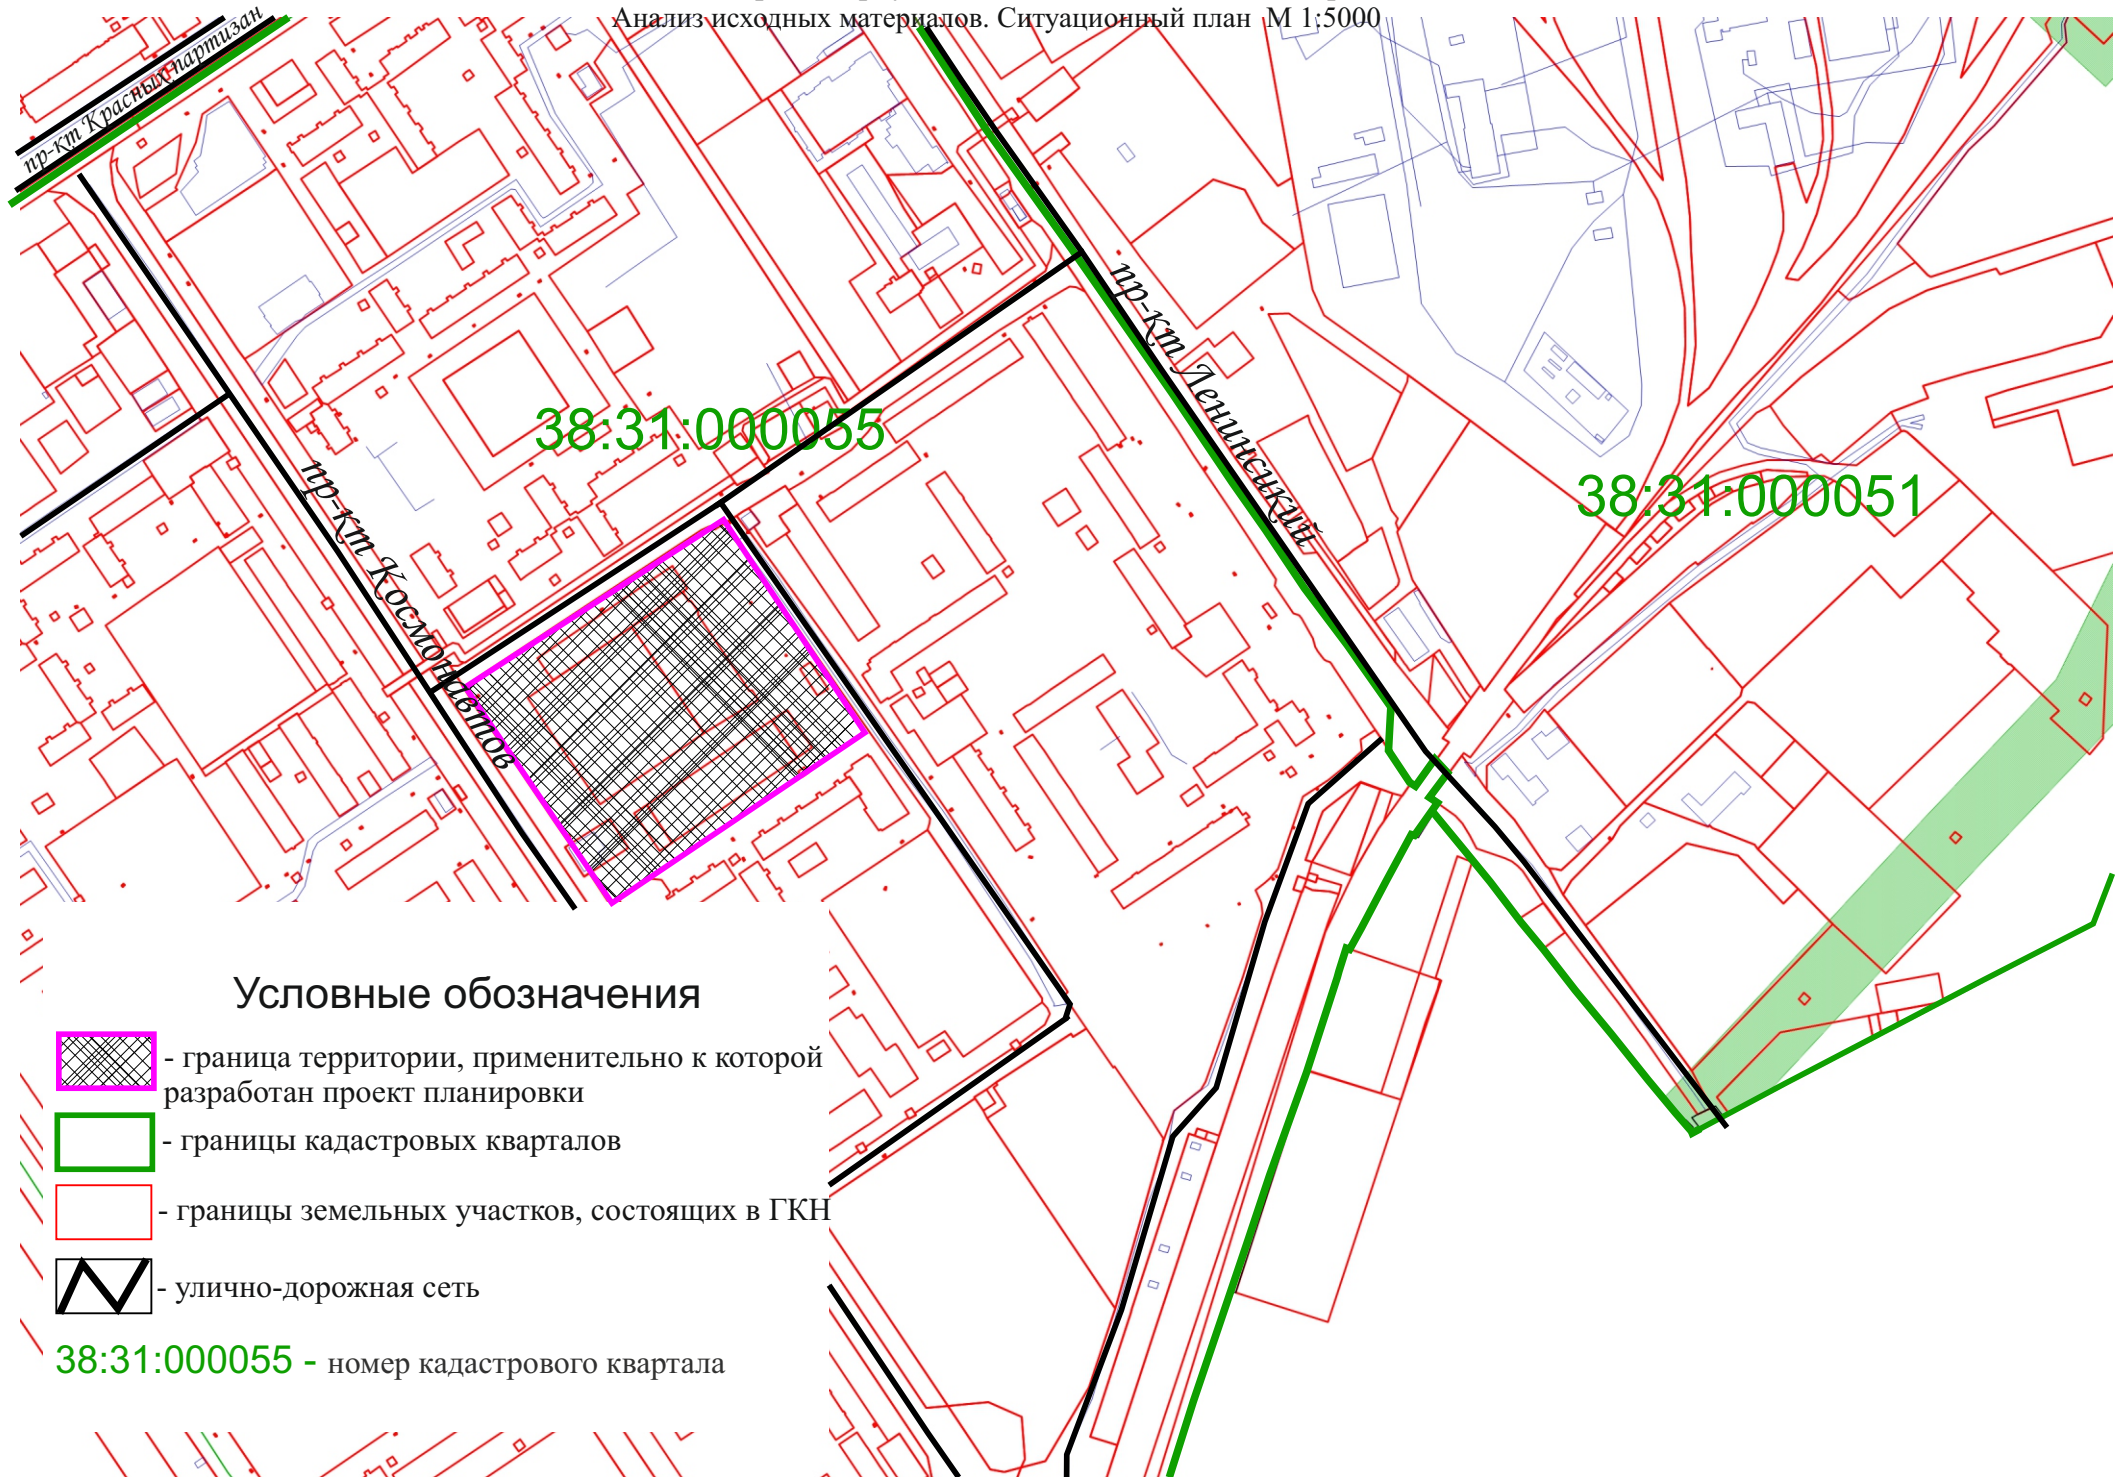 Анализ исходных материалов. Ситуационный план М 1:5000
пр-кт Красных партизан
пр-кт Ленинсикий
38:31:000055
38:31:000051
пр-кт Космонавтов
Условные обозначения
- граница территории, применительно к которой
разработан проект планировки
- границы кадастровых кварталов
- границы земельных участков, состоящих в ГКН
- улично-дорожная сеть
38:31:000055 - номер кадастрового квартала